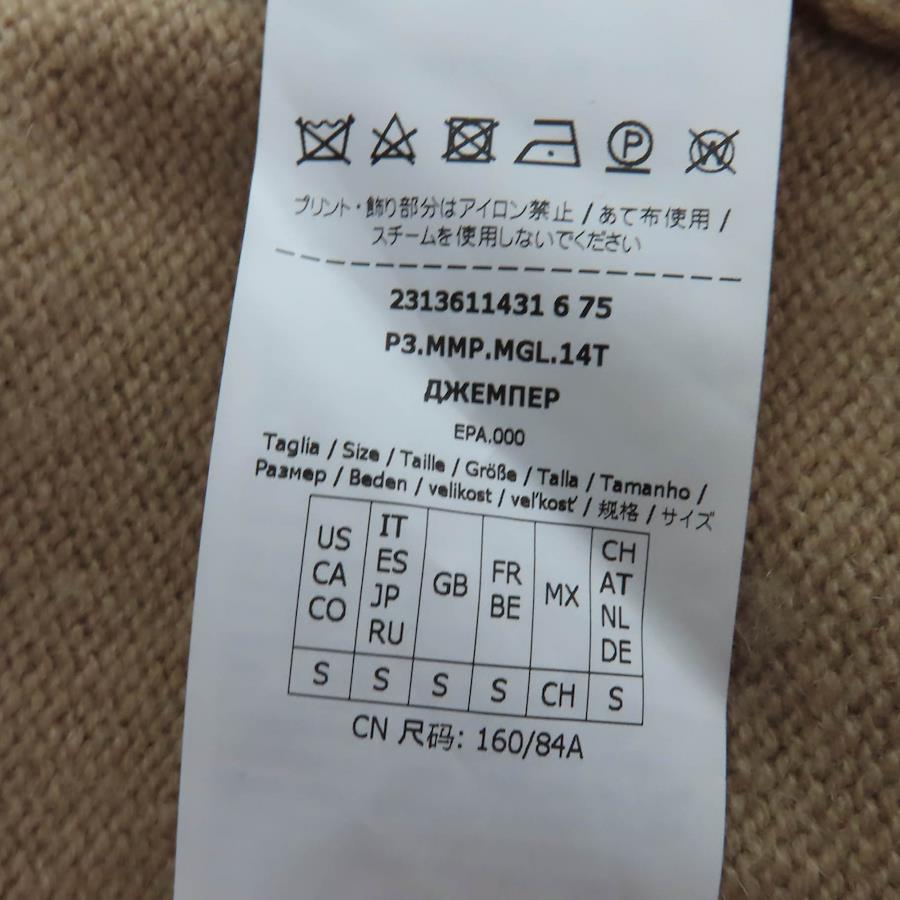 P
W
プリント・飾り部分はアイロン禁止 / あて布使用 /
スチームを使用しないでください
2313611431 6 75
P3.MMP.MGL.14T
ДЖЕМПЕР
EPA.000
Taglia / Size / Taille / Größe / Talla / Tamanho /
Размер / Beden / velikost / veľkosť / 规格 / サイズ
US CA CO
IT ES JP RU
GB
FR BE
MX
CH AT NL DE
S S S S CH S
CN 尺码: 160/84A